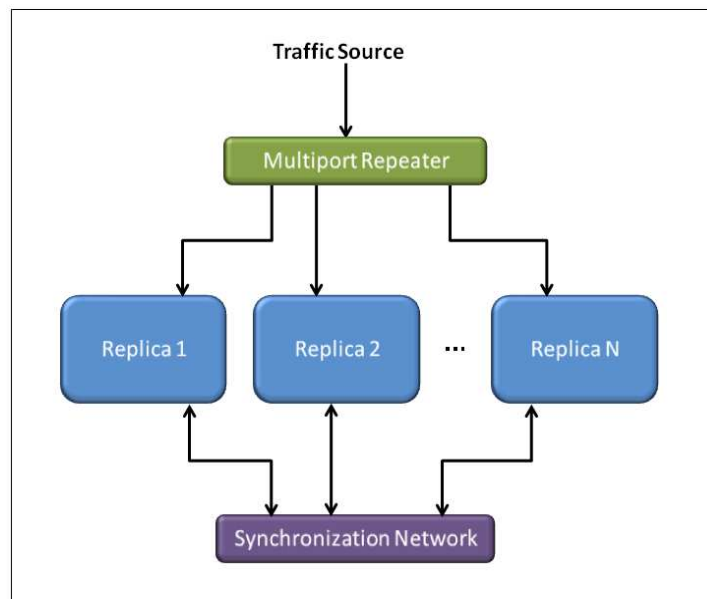 Traffic Source
Multiport Repeater
Replica 1
Replica 2
...
Replica N
Synchronization Network